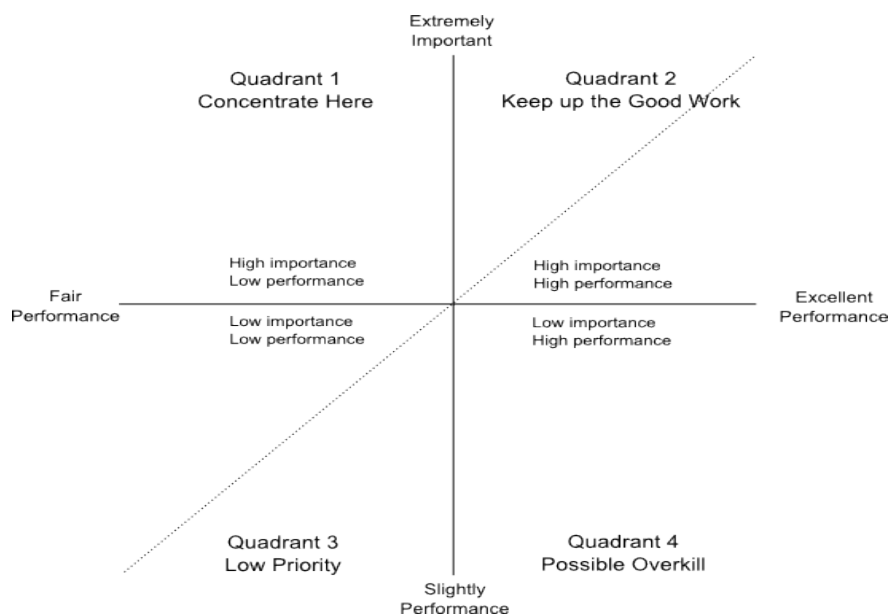 Extremely
Important
Quadrant 1
Concentrate Here
Quadrant 2
Keep up the Good Work
High importance
Low performance
High importance
High performance
Fair
Performance
Excellent
Performance
Low importance
Low performance
Low importance
High performance
Quadrant 3
Low Priority
Quadrant 4
Possible Overkill
Slightly
Performance